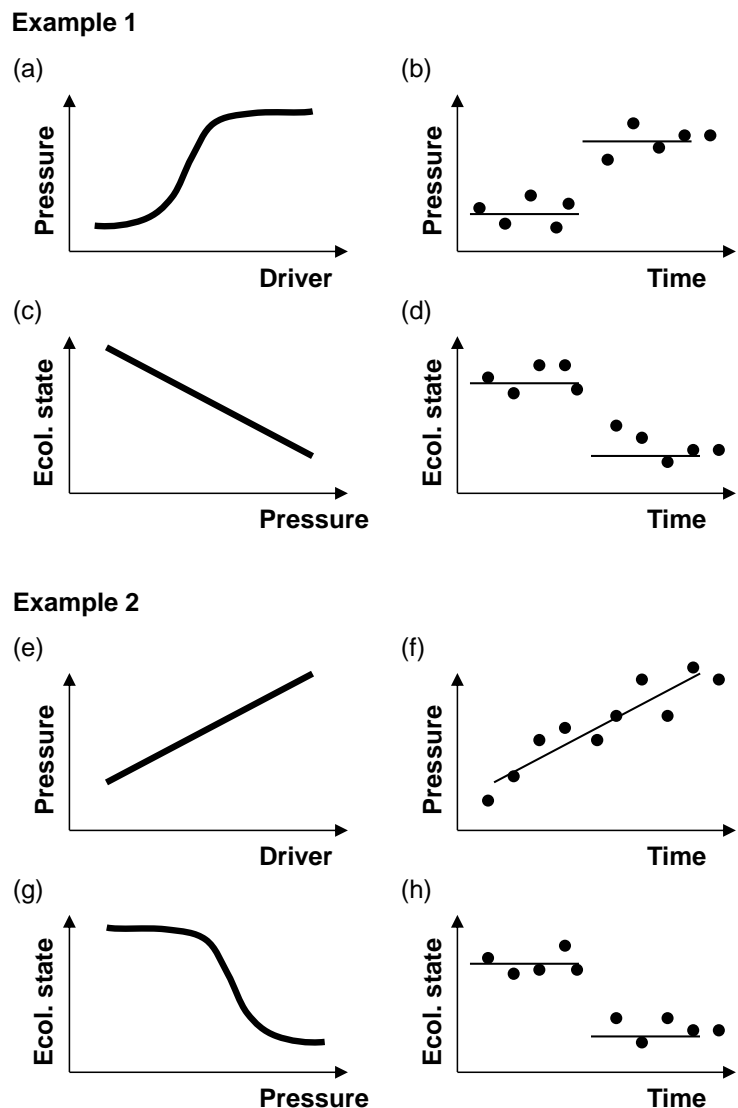 Example 1
(a)
(b)
Pressure
Driver
Pressure
Time
(c)
(d)
Ecol. state
Pressure
Ecol. state
Time
Example 2
(e)
(f)
Pressure
Driver
Pressure
Time
(g)
(h)
Ecol. state
Pressure
Ecol. state
Time